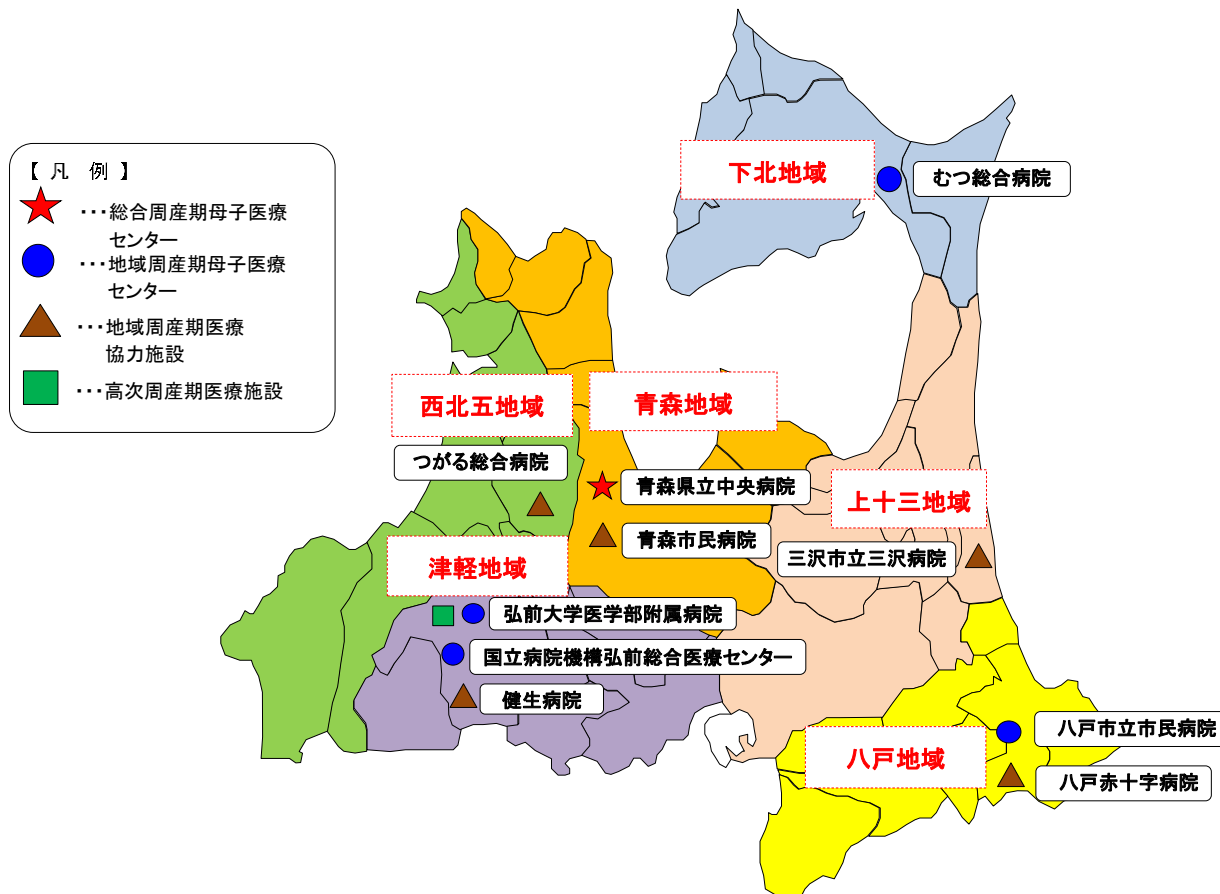 【 凡 例 】
・・・総合周産期母子医療
センター
・・・地域周産期母子医療
センター
・・・地域周産期医療
協力施設
・・・高次周産期医療施設
下北地域
むつ総合病院
西北五地域
青森地域
つがる総合病院
青森県立中央病院
上十三地域
青森市民病院
三沢市立三沢病院
津軽地域
弘前大学医学部附属病院
国立病院機構弘前総合医療センター
健生病院
八戸市立市民病院
八戸地域
八戸赤十字病院